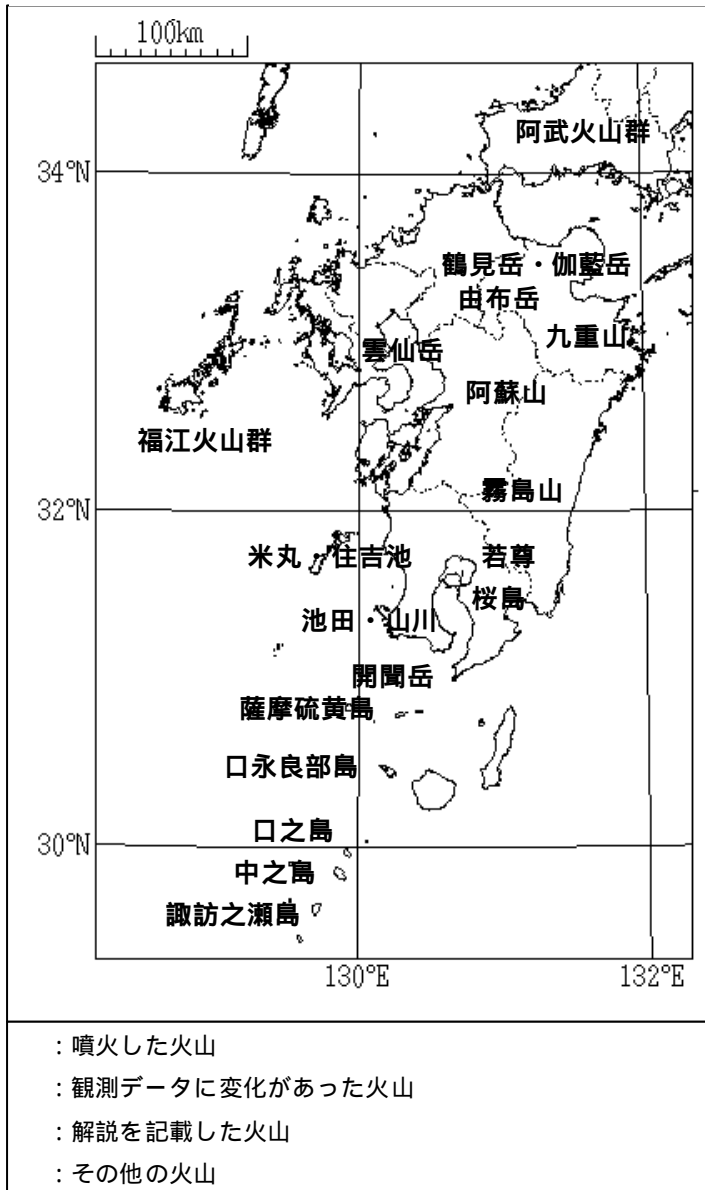 100km
阿武火山群
34°N
鶴見岳・伽藍岳
由布岳
九重山
雲仙岳
阿蘇山
福江火山群
霧島山
32°N
米丸・住吉池
若尊
桜島
池田・山川
開聞岳
薩摩硫黄島
口永良部島
口之島
30°N
中之島
諏訪之瀬島
130°E
132°E
：噴火した火山
：観測データに変化があった火山
：解説を記載した火山
：その他の火山